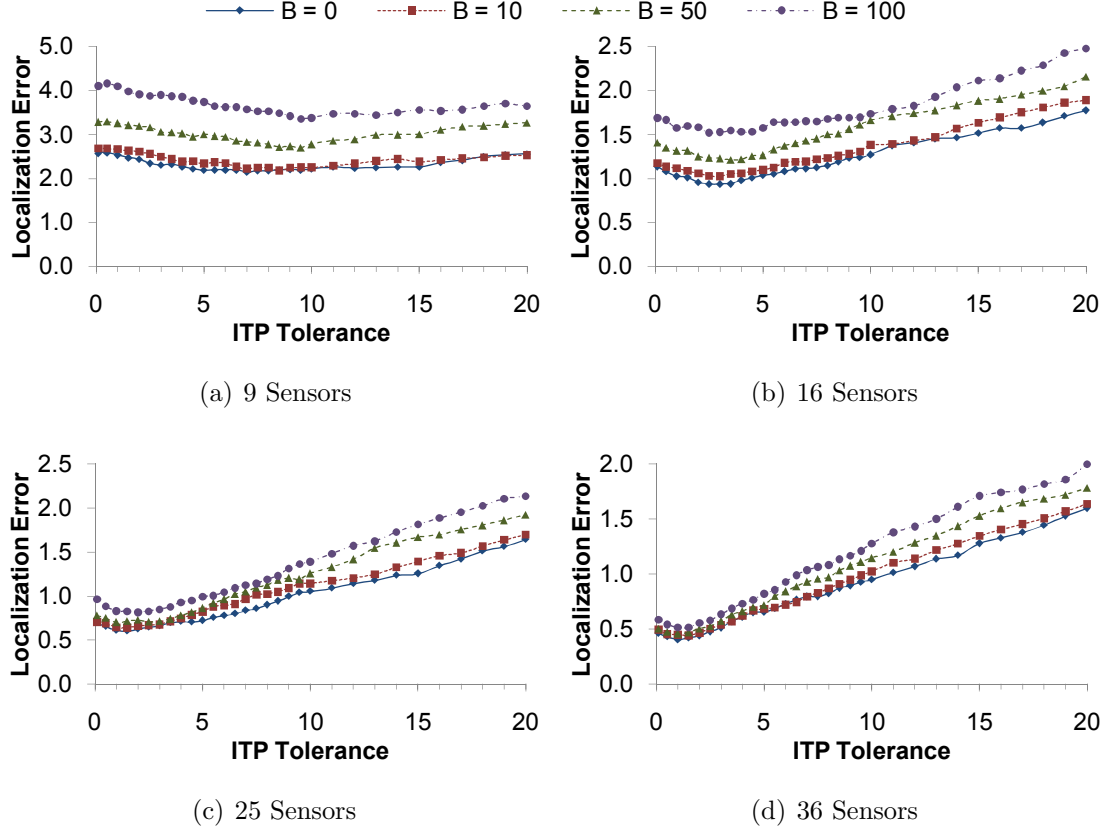 B = 0 B = 10 B = 50 B = 100
Localization Error
5.0
4.0
3.0
2.0
1.0
0.0
0 5 10 15 20
ITP Tolerance
(a) 9 Sensors
Localization Error
2.5
2.0
1.5
1.0
0.5
0.0
0 5 10 15 20
ITP Tolerance
(b) 16 Sensors
Localization Error
2.5
2.0
1.5
1.0
0.5
0.0
0 5 10 15 20
ITP Tolerance
(c) 25 Sensors
Localization Error
2.0
1.5
1.0
0.5
0.0
0 5 10 15 20
ITP Tolerance
(d) 36 Sensors